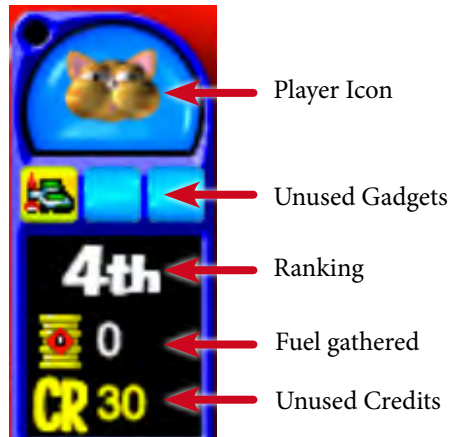 Player Icon
Unused Gadgets
4th Ranking
0 Fuel gathered
CR 30 Unused Credits